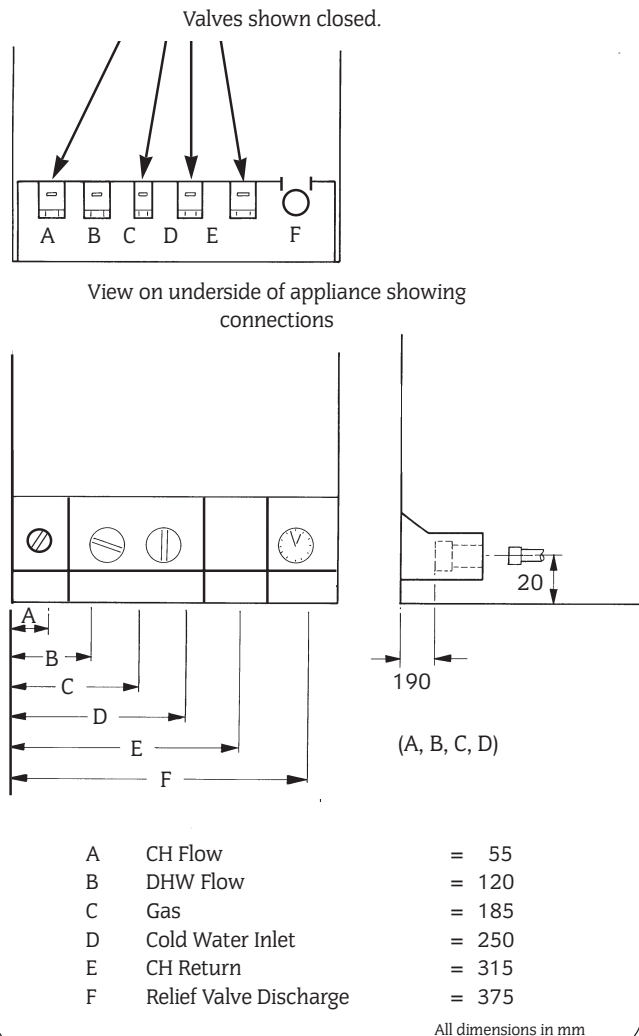 Valves shown closed.
A B C D E F
View on underside of appliance showing
connections
20
A
B
190
C
D
(A, B, C, D)
E
F
A CH Flow = 55
B DHW Flow = 120
C Gas = 185
D Cold Water Inlet = 250
E CH Return = 315
F Relief Valve Discharge = 375
All dimensions in mm